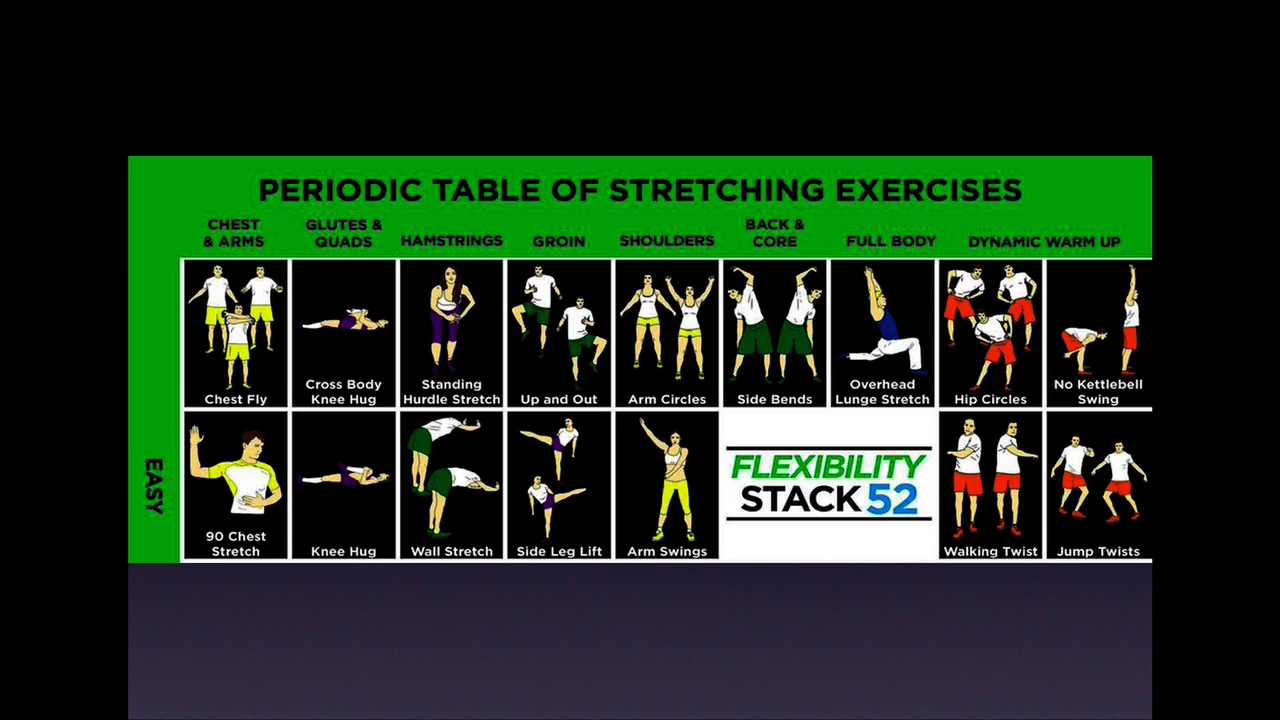 PERIODIC TABLE OF STRETCHING EXERCISES
CHEST
& ARMS
GLUTES &
QUADS
HAMSTRINGS
GROIN
SHOULDERS
BACK &
CORE
FULL BODY
DYNAMIC WARM UP
EASY
Chest Fly
Cross Body
Knee Hug
Standing
Hurdle Stretch
Up and Out
Arm Circles
Side Bends
Overhead
Lunge Stretch
Hip Circles
No Kettlebell
Swing
90 Chest
Stretch
Knee Hug
Wall Stretch
Side Leg Lift
Arm Swings
FLEXIBILITY
STACK 52
Walking Twist
Jump Twists